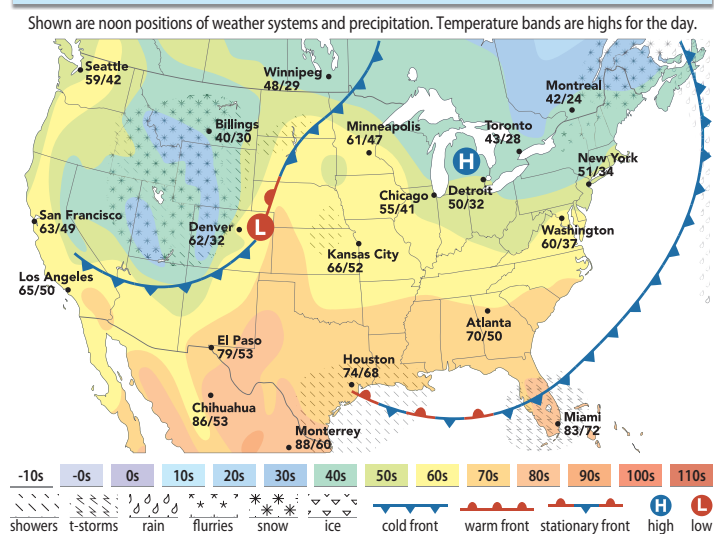 Shown are noon positions of weather systems and precipitation. Temperature bands are highs for the day.
Seattle
59/42
Winnipeg
48/29
Montreal
42/24
Billings
40/30
Minneapolis
61/47
Toronto
43/28
H
New York
51/34
Chicago
55/41
Detroit
50/32
San Francisco
63/49
Denver
62/32
L
Washington
60/37
Kansas City
66/52
Los Angeles
65/50
Atlanta
70/50
El Paso
79/53
Houston
74/68
Chihuahua
86/53
Miami
83/72
Monterrey
88/60
-10s -0s 0s 10s 20s 30s 40s 50s 60s 70s 80s 90s 100s 110s
H L
showers t-storms rain flurries snow ice cold front warm front stationary front high low